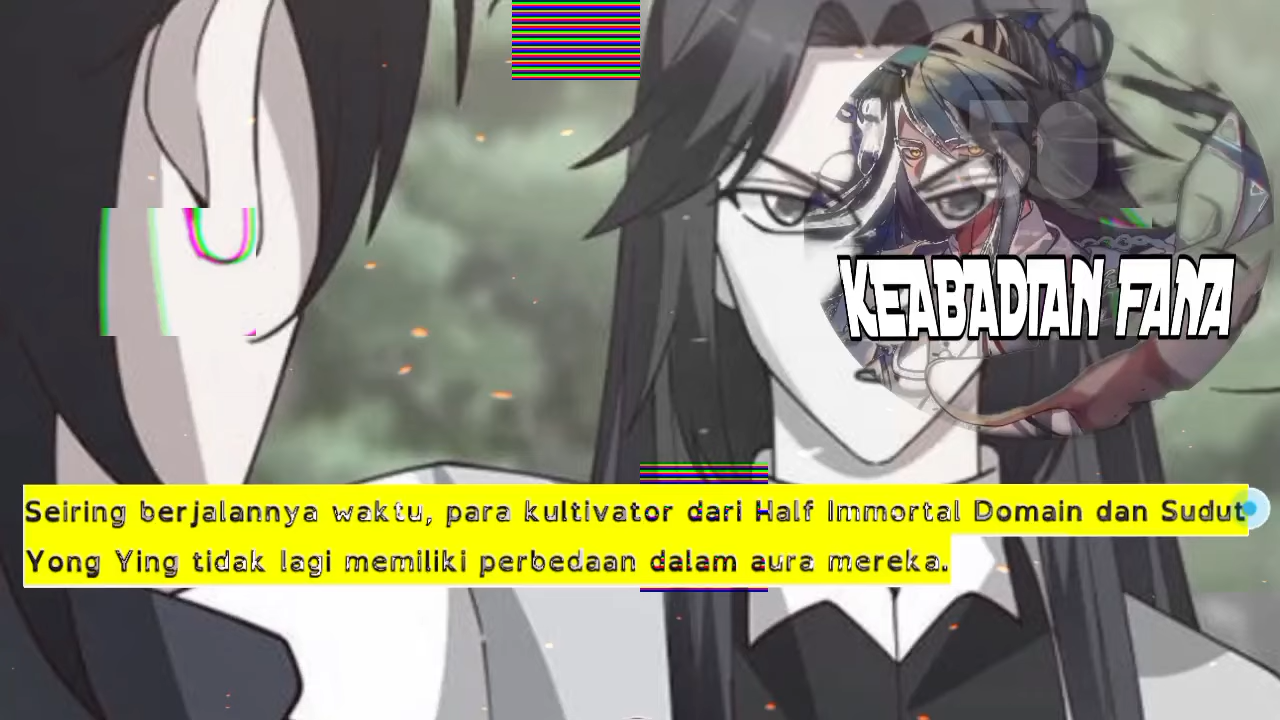 50
KEABADIAN FANA
Seiring berjalannya waktu, para kultivator dari Half Immortal Domain dan Sudut
Yong Ying tidak lagi memiliki perbedaan dalam aura mereka.